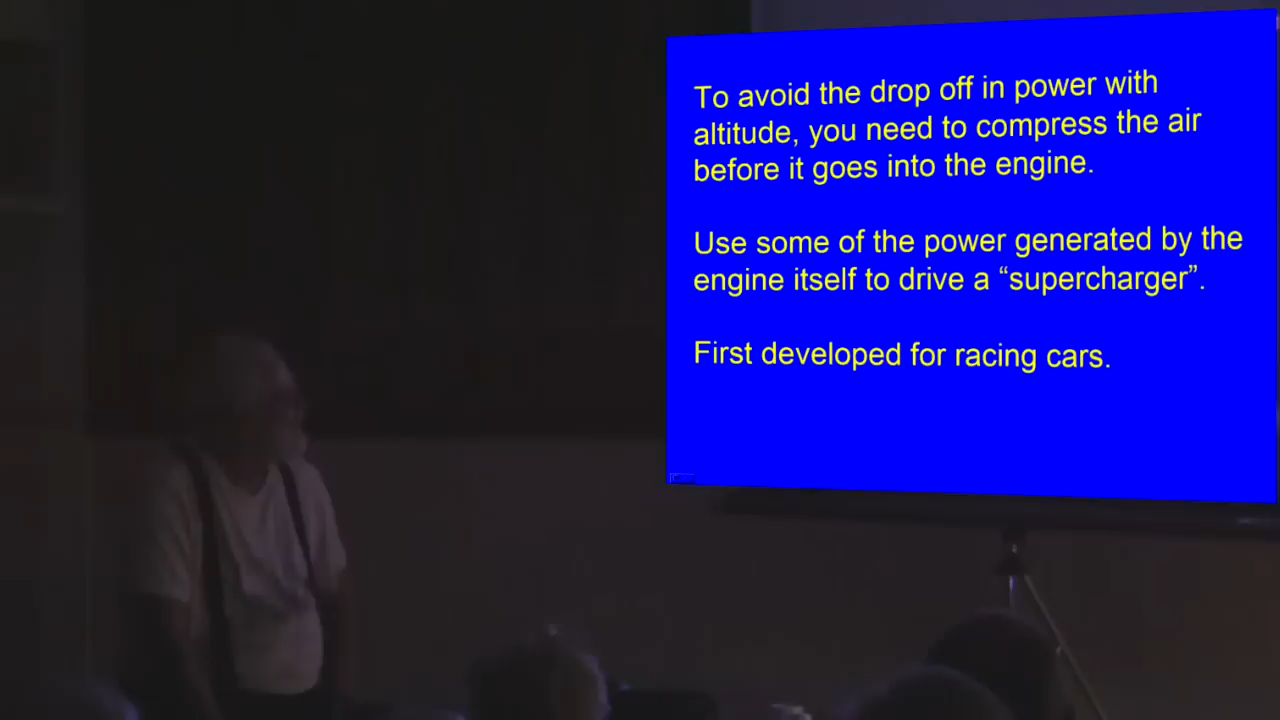 To avoid the drop off in power with
altitude, you need to compress the air
before it goes into the engine.
Use some of the power generated by the
engine itself to drive a “supercharger”.
First developed for racing cars.